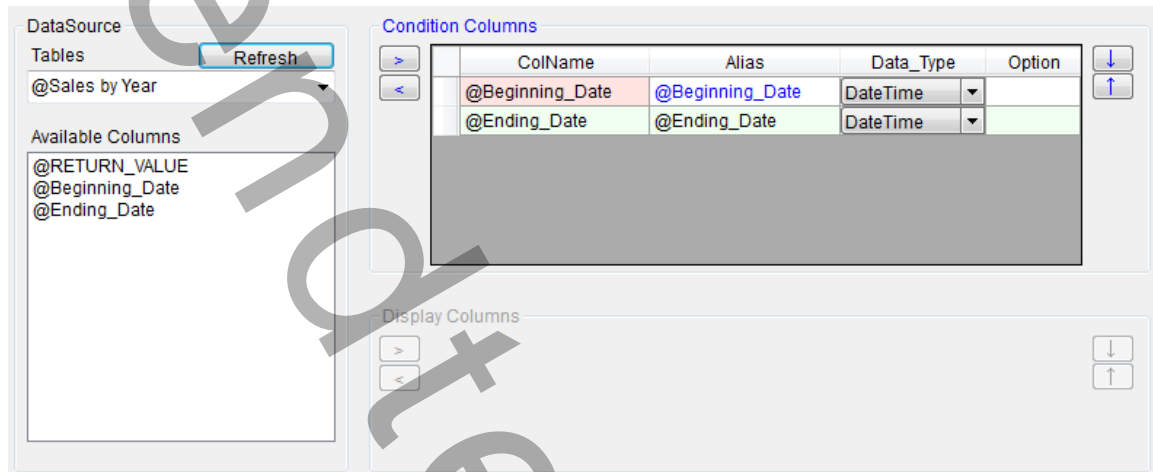 DataSource
Tables
Refresh
@Sales by Year
Available Columns
@RETURN_VALUE
@Beginning_Date
@Ending_Date
Condition Columns
>
<
ColName Alias Data_Type Option
@Beginning_Date @Beginning_Date DateTime
@Ending_Date @Ending_Date DateTime
↓
↑
Display Columns
>
<
↓
↑